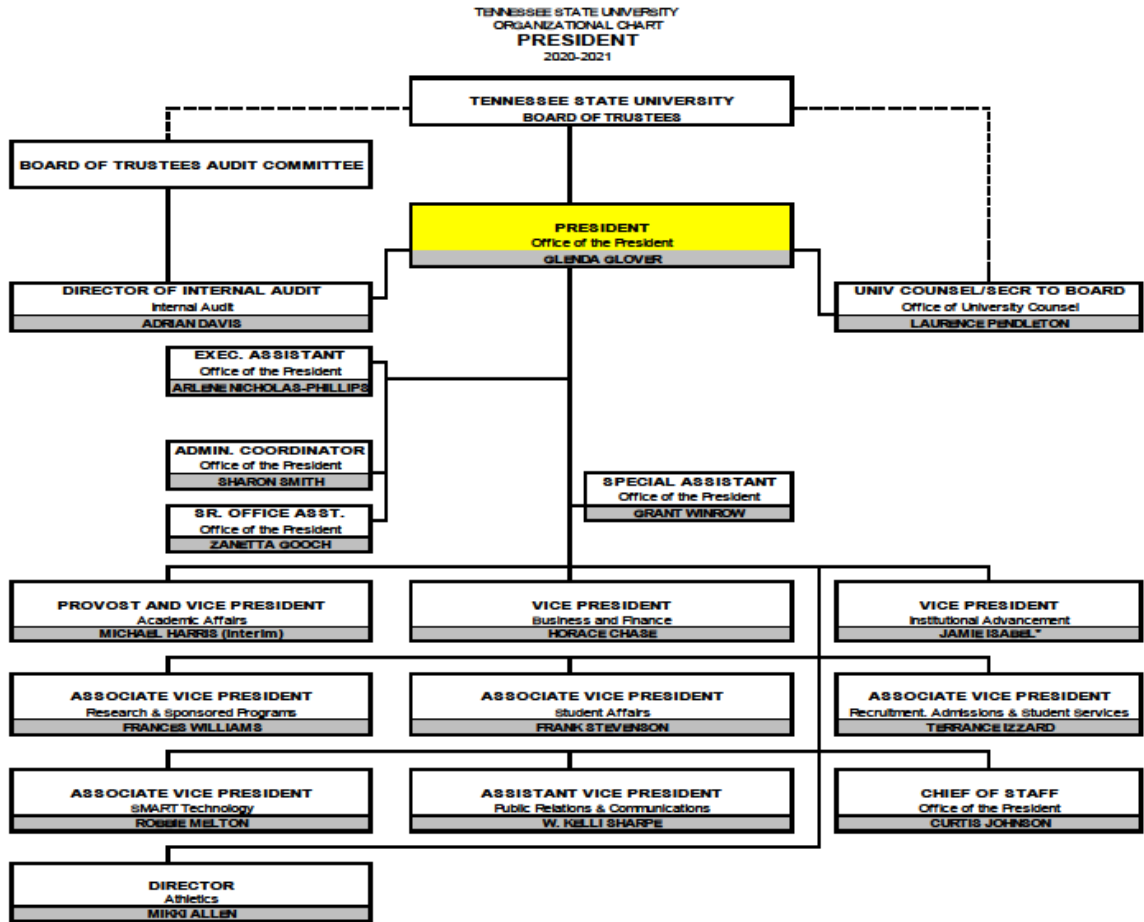 TENNESSEE STATE UNIVERSITY
ORGANIZATIONAL CHART
PRESIDENT
2020-2021
TENNESSEE STATE UNIVERSITY
BOARD OF TRUSTEES
BOARD OF TRUSTEES AUDIT COMMITTEE
PRESIDENT
Office of the President
GLENDA GLOVER
DIRECTOR OF INTERNAL AUDIT
Internal Audit
ADRIAN DAVIS
UNIV COUNSEL/SECR TO BOARD
Office of University Counsel
LAURENCE PENDLETON
EXEC. ASSISTANT
Office of the President
ARLENE NICHOLAS-PHILLIPS
ADMIN. COORDINATOR
Office of the President
SHARON SMITH
SPECIAL ASSISTANT
Office of the President
GRANT WINROW
SR. OFFICE ASST.
Office of the President
ZANETTA GOOCH
PROVOST AND VICE PRESIDENT
Academic Affairs
MICHAEL HARRIS (Interim)
VICE PRESIDENT
Business and Finance
HORACE CHASE
VICE PRESIDENT
Institutional Advancement
JAMIE ISABEL*
ASSOCIATE VICE PRESIDENT
Research & Sponsored Programs
FRANCES WILLIAMS
ASSOCIATE VICE PRESIDENT
Student Affairs
FRANK STEVENSON
ASSOCIATE VICE PRESIDENT
Recruitment, Admissions & Student Services
TERRANCE IZZARD
ASSOCIATE VICE PRESIDENT
SMART Technology
ROBBIE MELTON
ASSISTANT VICE PRESIDENT
Public Relations & Communications
W. KELLI SHARPE
CHIEF OF STAFF
Office of the President
CURTIS JOHNSON
DIRECTOR
Athletics
MIKKI ALLEN